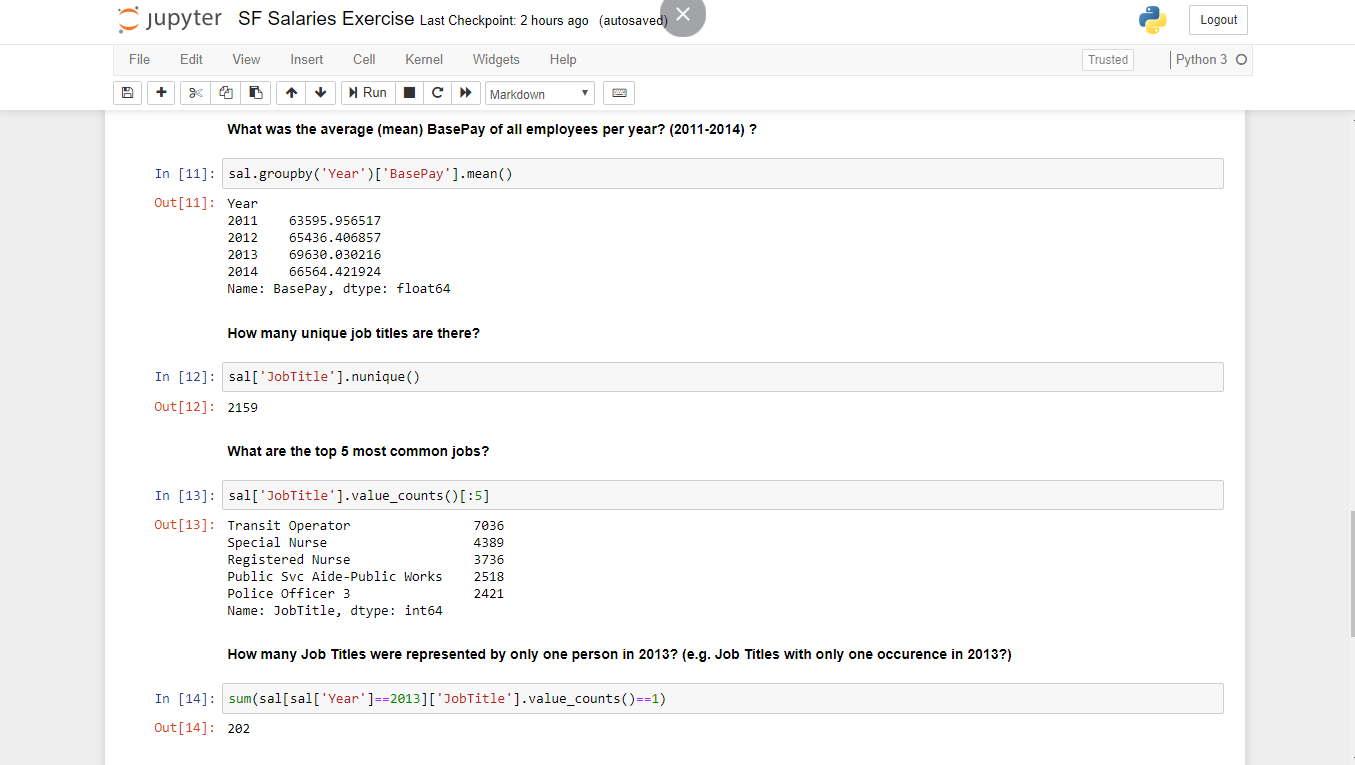 jupyter SF Salaries Exercise Last Checkpoint: 2 hours ago (autosaved) Logout
File Edit View Insert Cell Kernel Widgets Help Trusted Python 3
Run Markdown
What was the average (mean) BasePay of all employees per year? (2011-2014) ?
In [11]: sal.groupby('Year')['BasePay'].mean()
Out[11]: Year
2011    63595.956517
2012    65436.406857
2013    69630.030216
2014    66564.421924
Name: BasePay, dtype: float64
How many unique job titles are there?
In [12]: sal['JobTitle'].nunique()
Out[12]: 2159
What are the top 5 most common jobs?
In [13]: sal['JobTitle'].value_counts()[:5]
Out[13]: Transit Operator                7036
Special Nurse                   4389
Registered Nurse                3736
Public Svc Aide-Public Works    2518
Police Officer 3                2421
Name: JobTitle, dtype: int64
How many Job Titles were represented by only one person in 2013? (e.g. Job Titles with only one occurence in 2013?)
In [14]: sum(sal[sal['Year']==2013]['JobTitle'].value_counts()==1)
Out[14]: 202